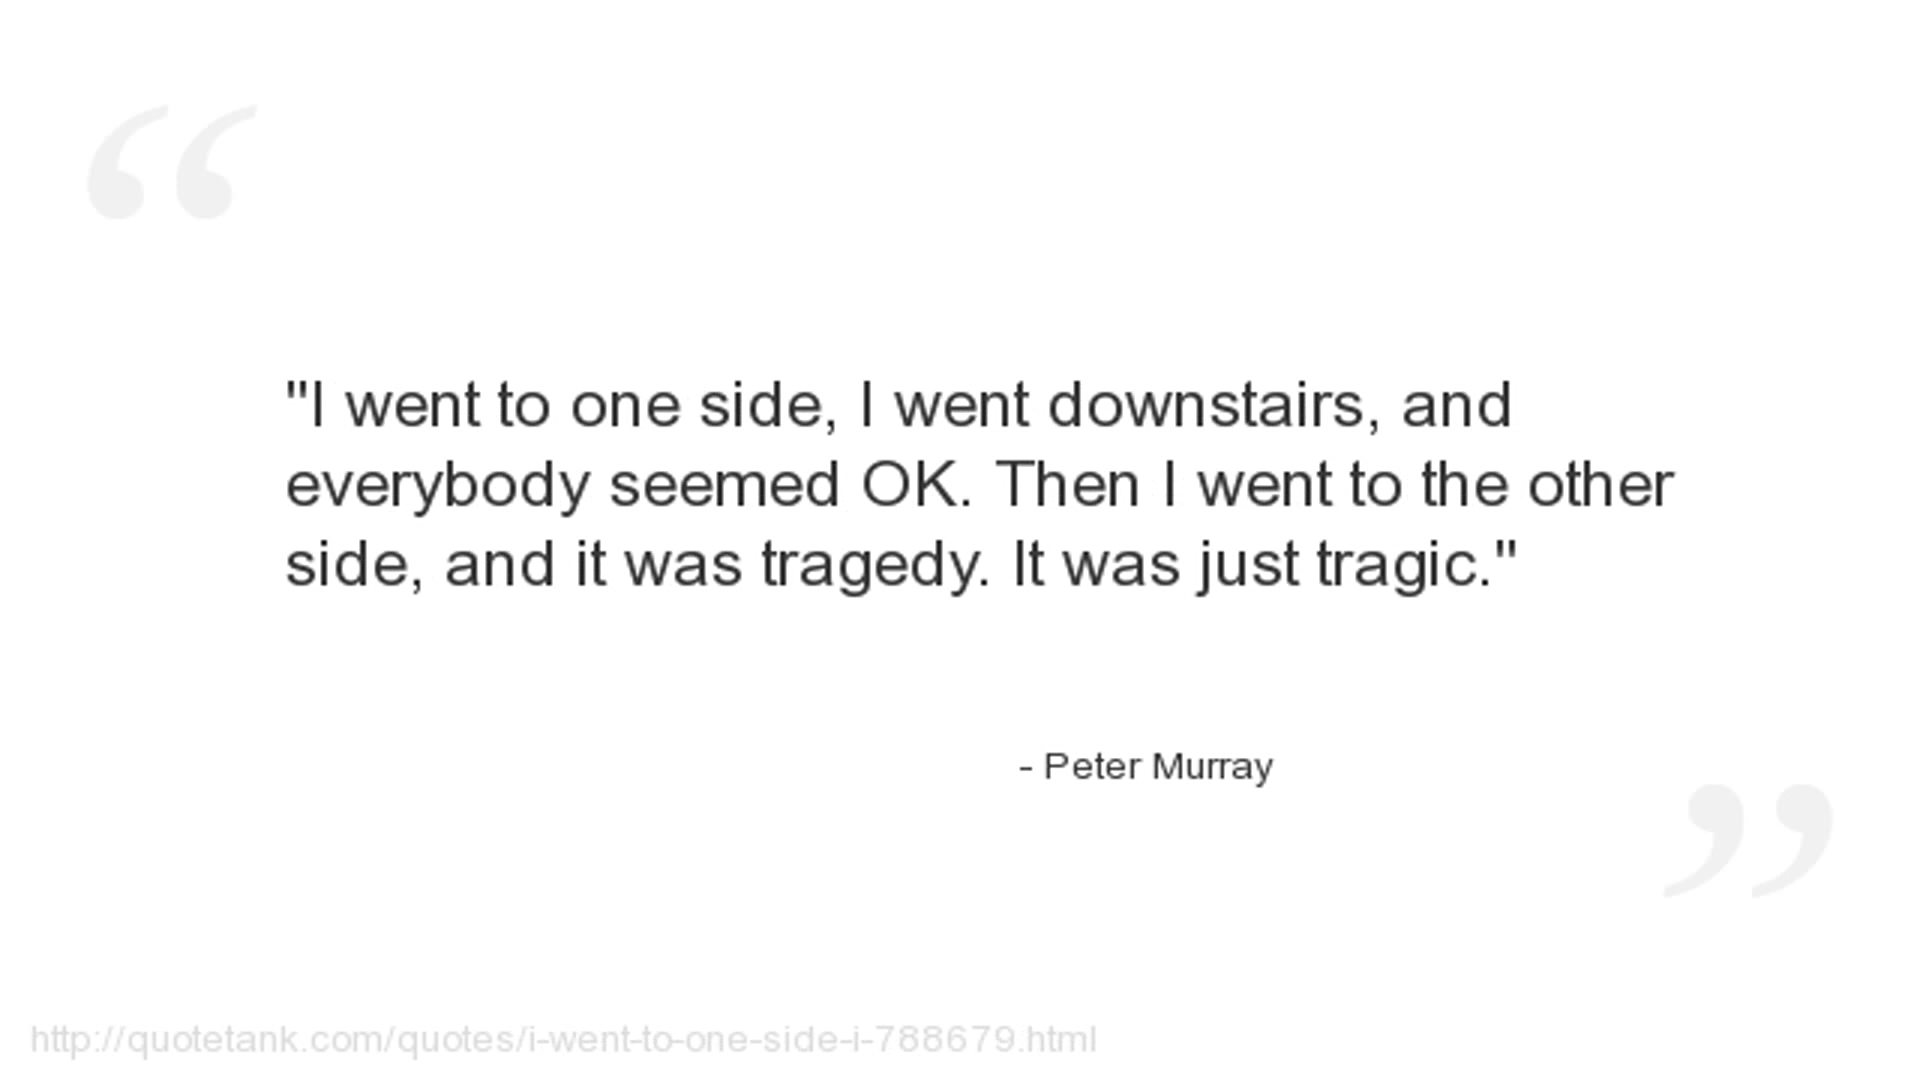 "I went to one side, I went downstairs, and
everybody seemed OK. Then I went to the other
side, and it was tragedy. It was just tragic."
- Peter Murray
http://quotetank.com/quotes/i-went-to-one-side-i-788679.html